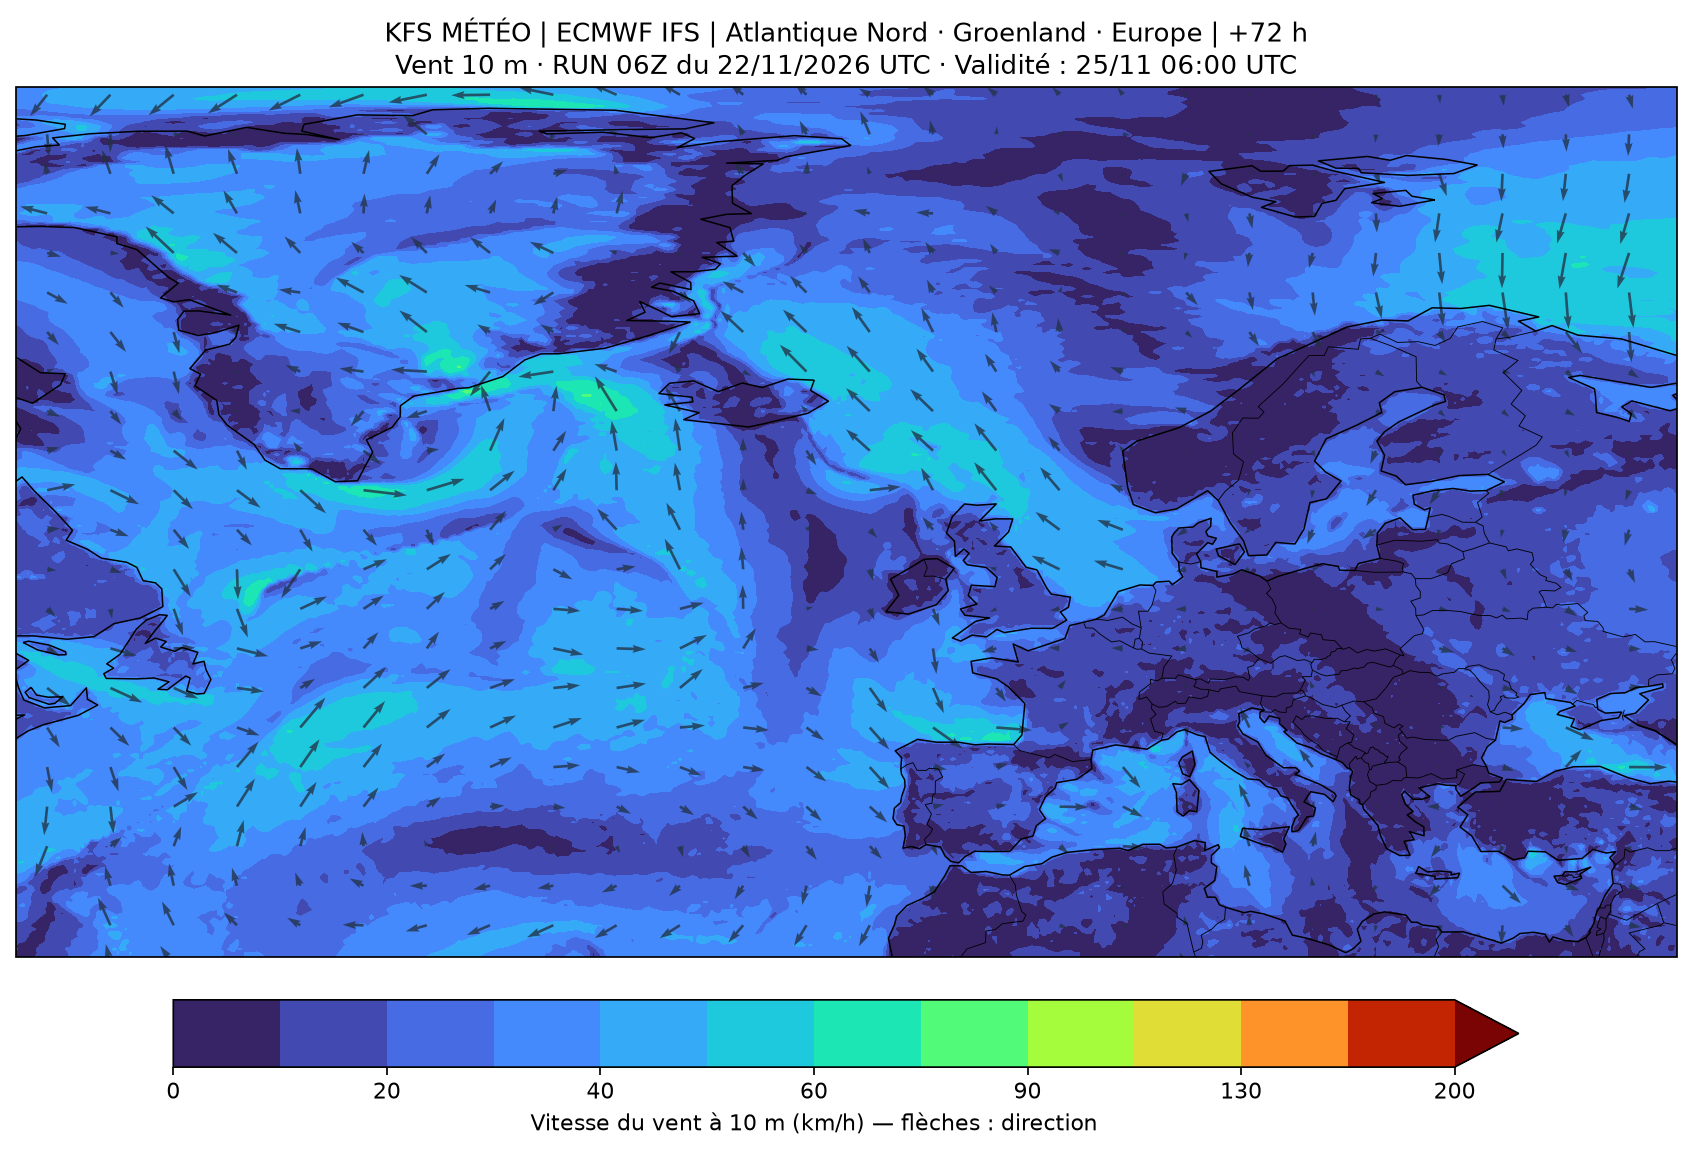 KFS MÉTÉO | ECMWF IFS | Atlantique Nord · Groenland · Europe | +72 h
Vent 10 m · RUN 06Z du 22/11/2026 UTC · Validité : 25/11 06:00 UTC
0 20 40 60 90 130 200
Vitesse du vent à 10 m (km/h) — flèches : direction